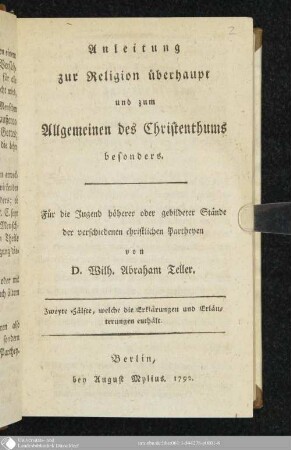 2
Anleitung
zur Religion überhaupt
und zum
Allgemeinen des Christenthums
besonders.
Für die Jugend höherer oder gebildeter Stände
der verschiedenen christlichen Partheyen
von
D. Wilh. Abraham Teller.
Zweyte Hälfte, welche die Erklärungen und Erläu-
terungen enthält.
Berlin,
bey August Mylius. 1792.